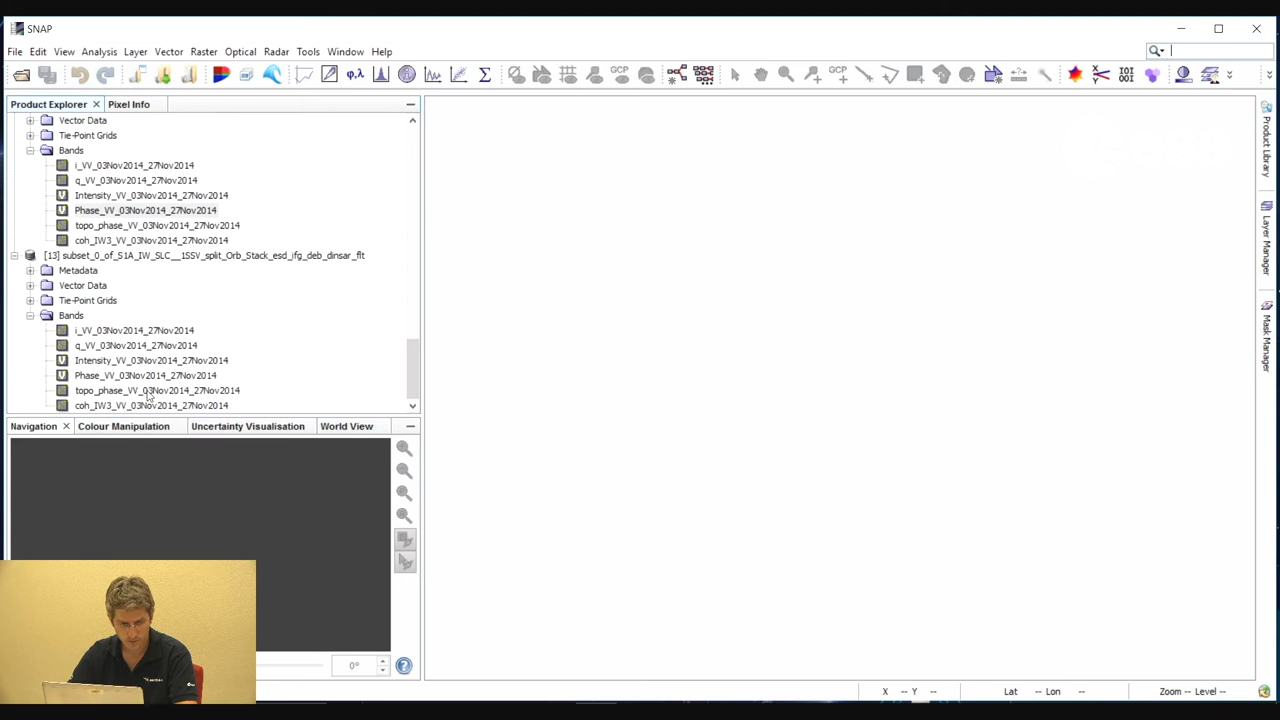 SNAP
File Edit View Analysis Layer Vector Raster Optical Radar Tools Window Help
φ,λ GCP GCP
Product Explorer Pixel Info
Vector Data
Tie-Point Grids
Bands
i_VV_03Nov2014_27Nov2014
q_VV_03Nov2014_27Nov2014
Intensity_VV_03Nov2014_27Nov2014
Phase_VV_03Nov2014_27Nov2014
topo_phase_VV_03Nov2014_27Nov2014
coh_IW3_VV_03Nov2014_27Nov2014
[13] subset_0_of_S1A_IW_SLC__1SSV_split_Orb_Stack_esd_ifg_deb_dinsar_flt
Metadata
Vector Data
Tie-Point Grids
Bands
i_VV_03Nov2014_27Nov2014
q_VV_03Nov2014_27Nov2014
Intensity_VV_03Nov2014_27Nov2014
Phase_VV_03Nov2014_27Nov2014
topo_phase_VV_03Nov2014_27Nov2014
coh_IW3_VV_03Nov2014_27Nov2014
Navigation Colour Manipulation Uncertainty Visualisation World View
0°
Product Library
Layer Manager
Mask Manager
X -- Y -- Lat -- Lon -- Zoom -- Level --